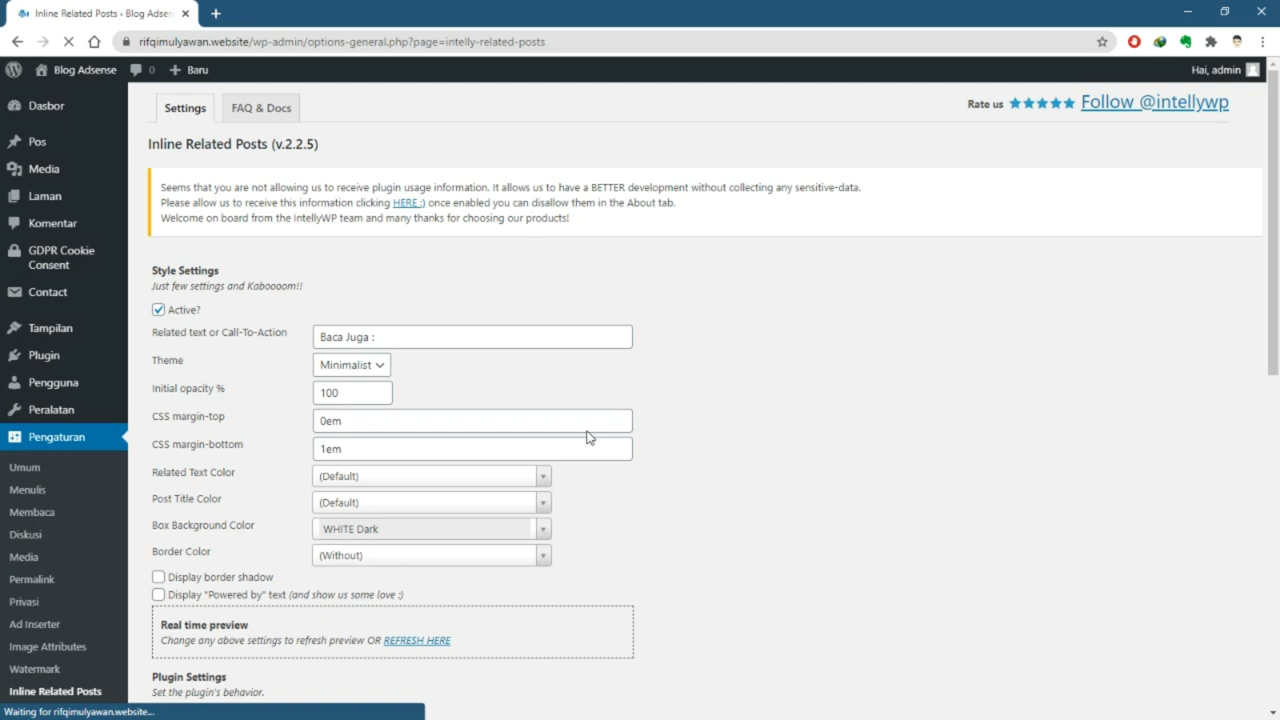 Inline Related Posts ‹ Blog Adsen
rifqimulyawan.website/wp-admin/options-general.php?page=intelly-related-posts
Blog Adsense
0
Baru
Hai, admin
Dasbor
Pos
Media
Laman
Komentar
GDPR Cookie
Consent
Contact
Tampilan
Plugin
Pengguna
Peralatan
Pengaturan
Umum
Menulis
Membaca
Diskusi
Media
Permalink
Privasi
Ad Inserter
Image Attributes
Watermark
Inline Related Posts
Settings
FAQ & Docs
Rate us
Follow @intellywp
Inline Related Posts (v.2.2.5)
Seems that you are not allowing us to receive plugin usage information. It allows us to have a BETTER development without collecting any sensitive-data.
Please allow us to receive this information clicking HERE ;) once enabled you can disallow them in the About tab.
Welcome on board from the IntellyWP team and many thanks for choosing our products!
Style Settings
Just few settings and Kaboooom!!
Active?
Related text or Call-To-Action
Baca Juga :
Theme
Minimalist
Initial opacity %
100
CSS margin-top
0em
CSS margin-bottom
1em
Related Text Color
(Default)
Post Title Color
(Default)
Box Background Color
WHITE Dark
Border Color
(Without)
Display border shadow
Display "Powered by" text (and show us some love ;)
Real time preview
Change any above settings to refresh preview OR REFRESH HERE
Plugin Settings
Set the plugin's behavior.
Waiting for rifqimulyawan.website...